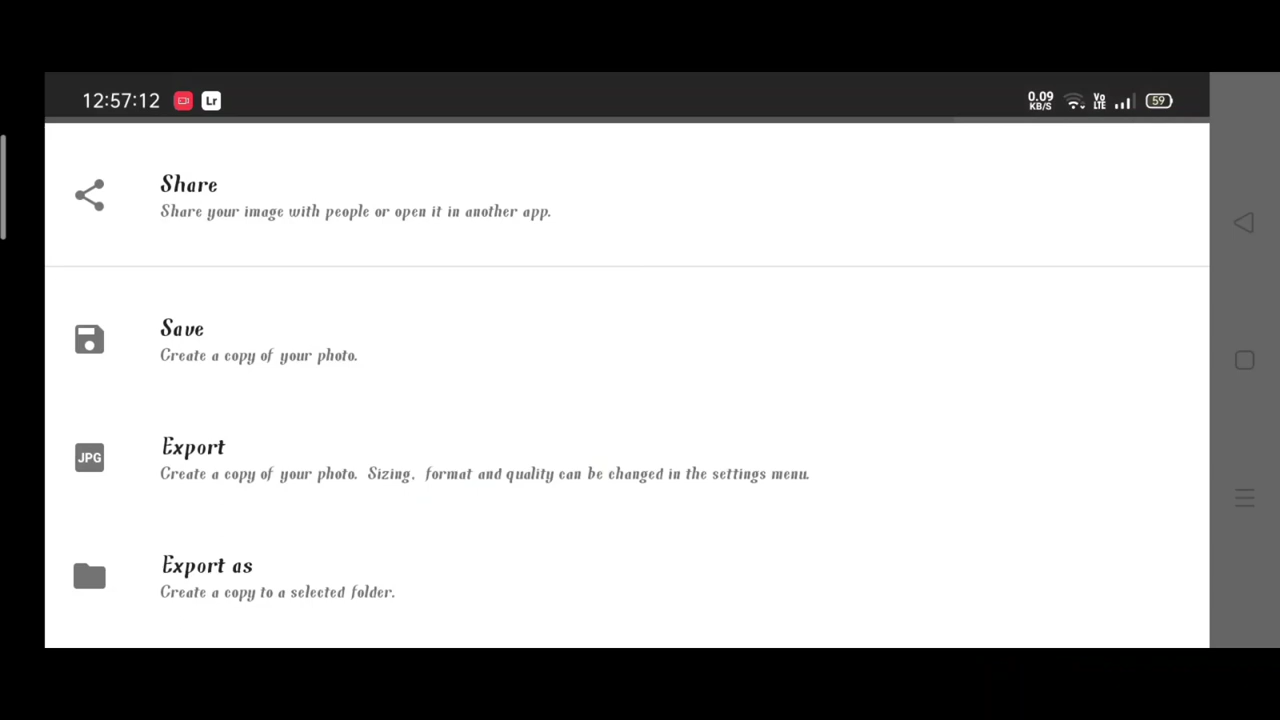 12:57:12 Lr 0.09 KB/S Vo LTE 59
Share
Share your image with people or open it in another app.
Save
Create a copy of your photo.
JPG
Export
Create a copy of your photo. Sizing, format and quality can be changed in the settings menu.
Export as
Create a copy to a selected folder.